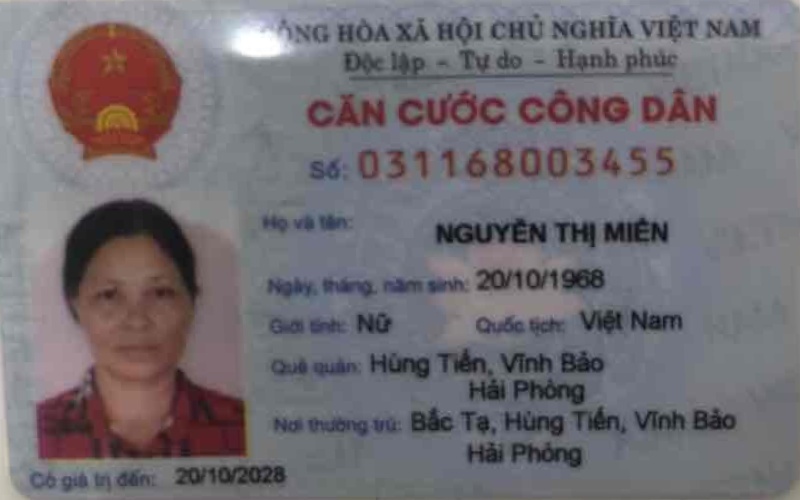 CỘNG HÒA XÃ HỘI CHỦ NGHĨA VIỆT NAM
Độc lập - Tự do - Hạnh phúc
CĂN CƯỚC CÔNG DÂN
Số: 031168003455
Họ và tên: NGUYỄN THỊ MIÊN
Ngày, tháng, năm sinh: 20/10/1968
Giới tính: Nữ Quốc tịch: Việt Nam
Quê quán: Hùng Tiến, Vĩnh Bảo
Hải Phòng
Nơi thường trú: Bắc Tạ, Hùng Tiến, Vĩnh Bảo
Hải Phòng
Có giá trị đến: 20/10/2028